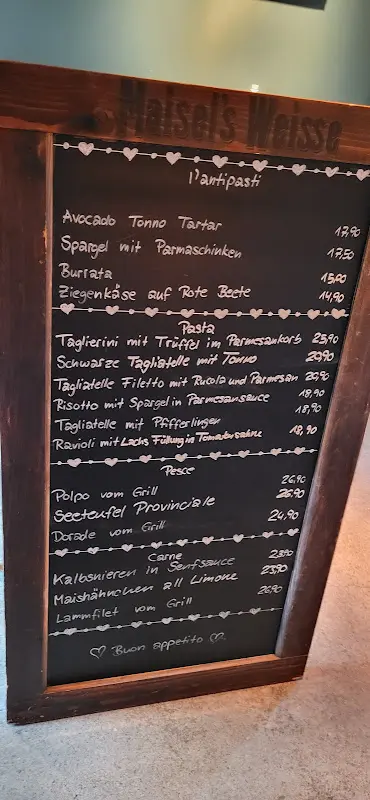 Maisel's Weisse
l'antipasti
Avocado Tonno Tartar 17,90
Spargel mit Parmaschinken 17,50
Burrata 15,00
Ziegenkäse auf Rote Beete 14,90
Pasta
Taglierini mit Trüffel im Parmesankorb 25,90
Schwarze Tagliatelle mit Tonno 20,90
Tagliatelle Filetto mit Rucola und Parmesan 20,90
Risotto mit Spargel in Parmesansauce 18,90
Tagliatelle mit Pfifferlingen 18,90
Ravioli mit Lachs Füllung in Tomatensahne 18,90
Pesce
Polpo vom Grill 26,90
Seeteufel Provinciale 26,90
Dorade vom Grill 24,90
Carne
Kalbsnieren in Senfsauce 23,90
Maishähnchen all Limone 23,90
Lammfilet vom Grill 26,90
Buon appetito